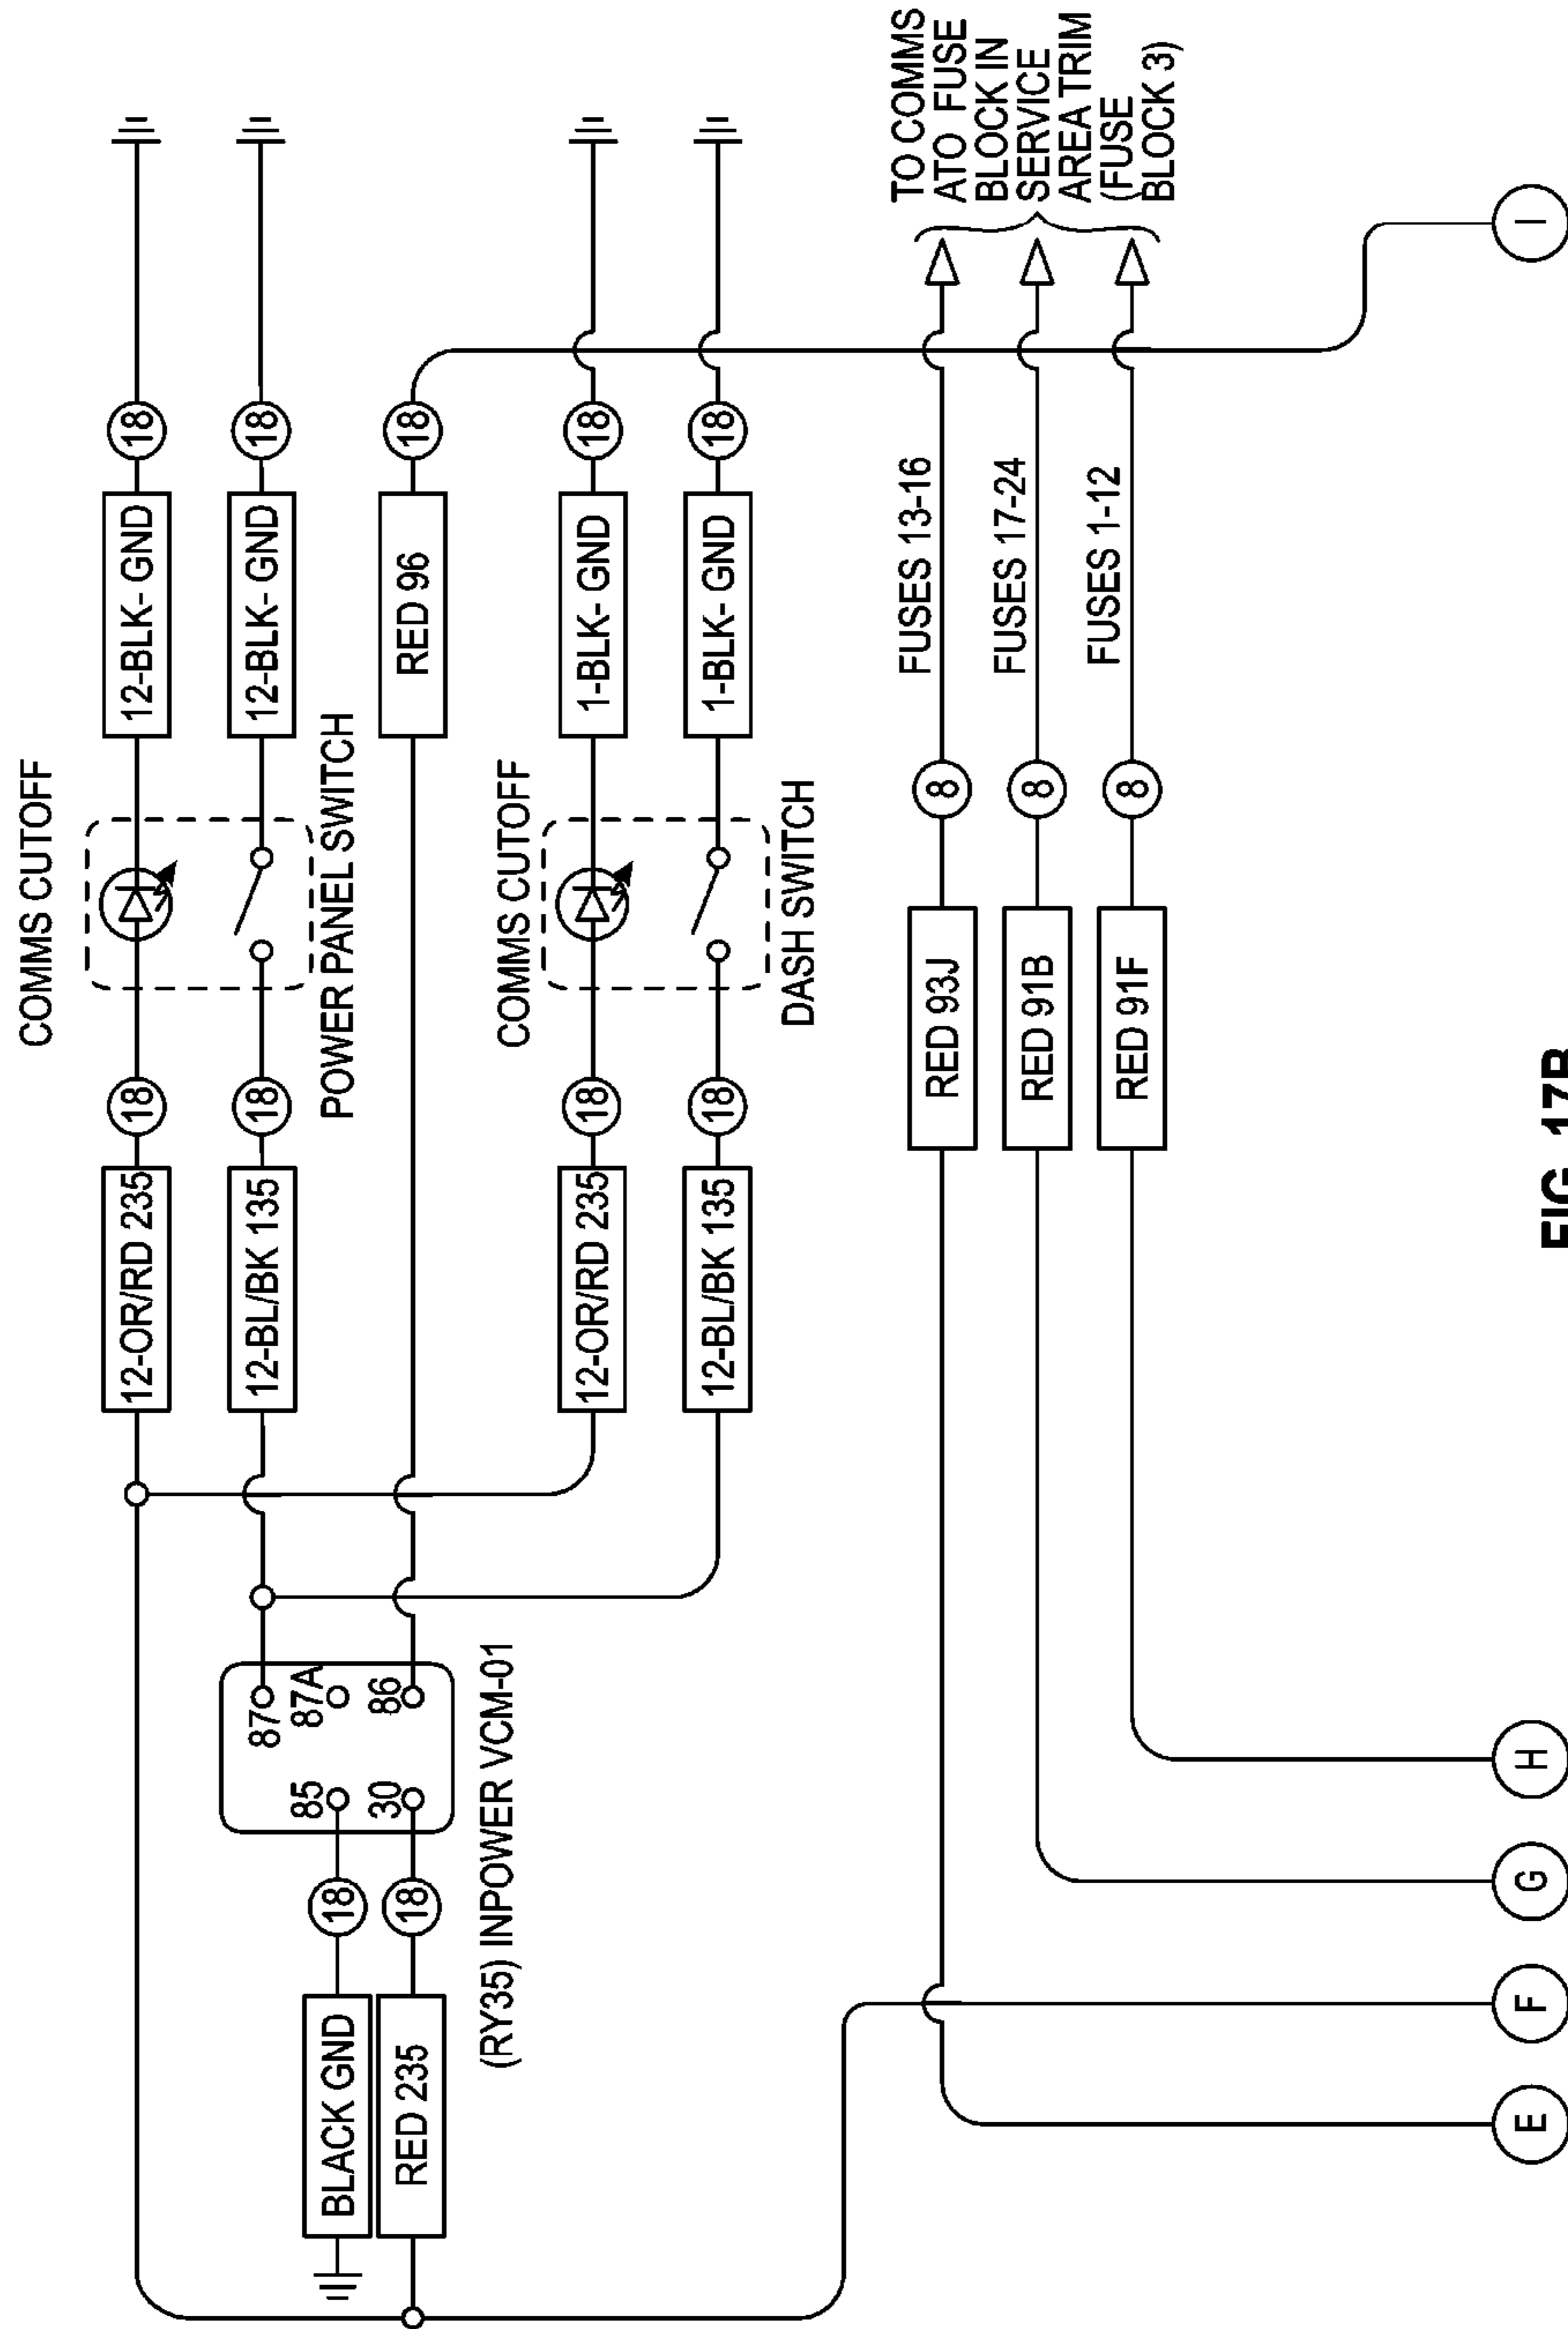 COMMS CUTOFF
12-OR/RD 235
18
18
12-BLK- GND
12-BL/BK 135
18
18
12-BLK- GND
18
POWER PANEL SWITCH
87
85
87A
30
86
BLACK GND
18
RED 235
18
RED 96
18
(RY35) INPOWER VCM-01
COMMS CUTOFF
12-OR/RD 235
18
1-BLK- GND
18
12-BL/BK 135
18
1-BLK- GND
18
DASH SWITCH
TO COMMS
ATO FUSE
BLOCK IN
SERVICE
AREA TRIM
(FUSE
BLOCK 3)
RED 93J
8
FUSES 13-16
RED 91B
8
FUSES 17-24
RED 91F
8
FUSES 1-12
E
F
G
H
I
FIG. 17B